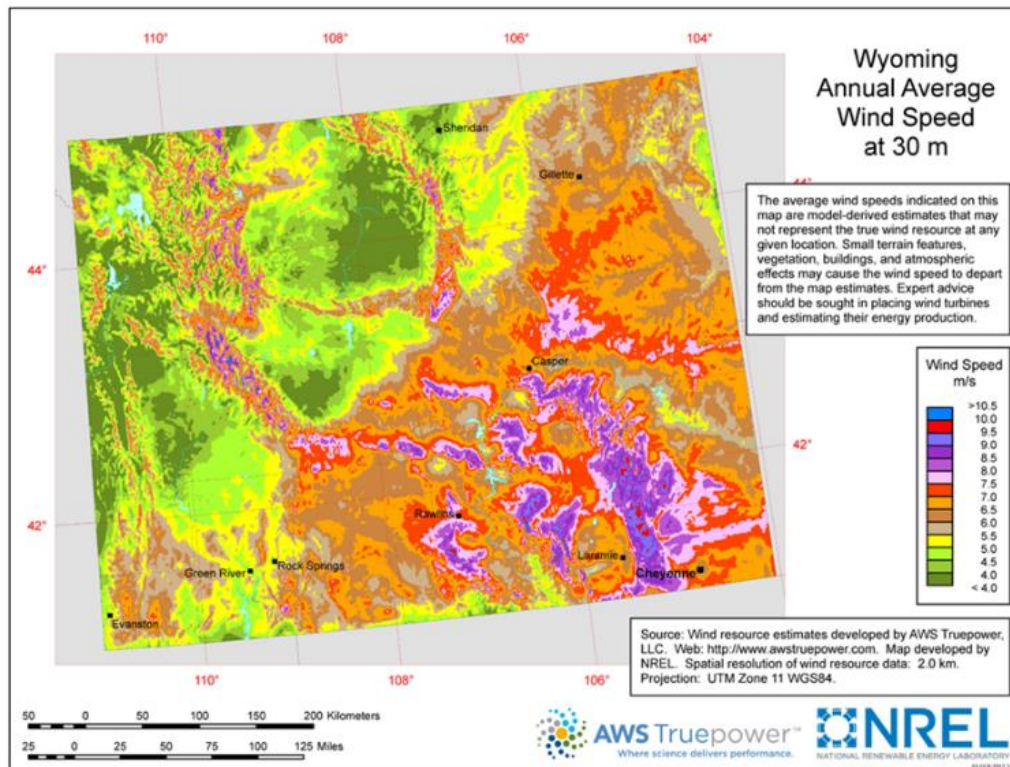 110°
108°
106°
104°
Wyoming
Annual Average
Wind Speed
at 30 m
Sheridan
Gillette
44°
The average wind speeds indicated on this
map are model-derived estimates that may
not represent the true wind resource at any
given location. Small terrain features,
vegetation, buildings, and atmospheric
effects may cause the wind speed to depart
from the map estimates. Expert advice
should be sought in placing wind turbines
and estimating their energy production.
44°
Casper
Wind Speed
m/s
>10.5
10.0
9.5
9.0
8.5
8.0
7.5
7.0
6.5
6.0
5.5
5.0
4.5
4.0
< 4.0
42°
42°
Rawlins
Laramie
Cheyenne
Green River
Rock Springs
Evanston
110°
108°
106°
Source: Wind resource estimates developed by AWS Truepower,
LLC. Web: http://www.awstruepower.com. Map developed by
NREL. Spatial resolution of wind resource data: 2.0 km.
Projection: UTM Zone 11 WGS84.
50 0 50 100 150 200 Kilometers
25 0 25 50 75 100 125 Miles
AWS Truepower™
Where science delivers performance.
NREL
NATIONAL RENEWABLE ENERGY LABORATORY